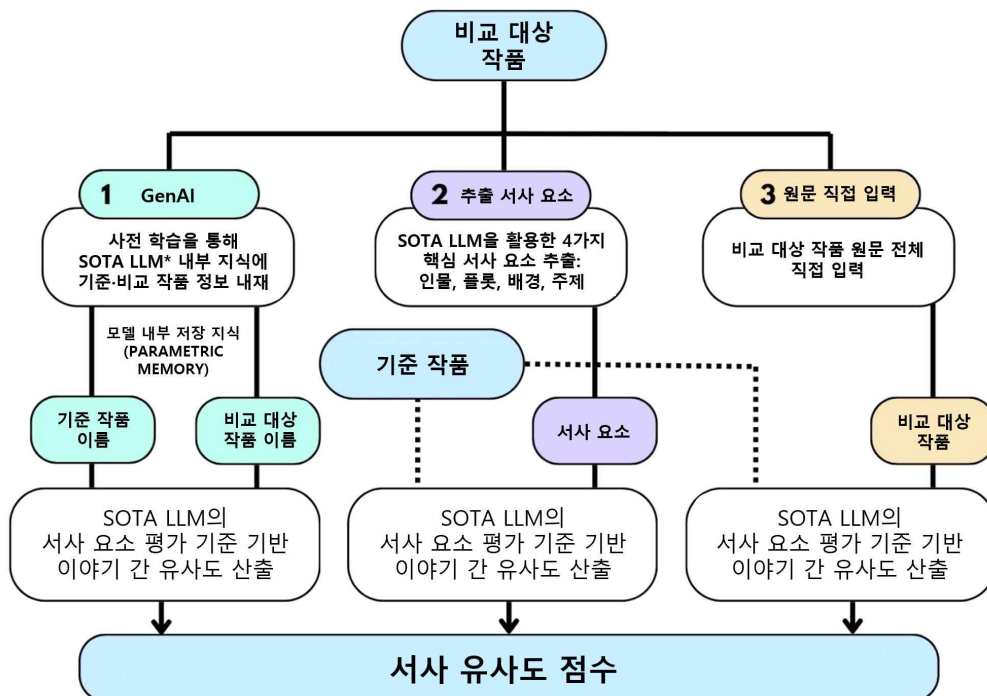 비교 대상
작품
1 GenAI
사전 학습을 통해
SOTA LLM* 내부 지식에
기준·비교 작품 정보 내재
모델 내부 저장 지식
(PARAMETRIC
MEMORY)
기준 작품
이름
비교 대상
작품 이름
SOTA LLM의
서사 요소 평가 기준 기반
이야기 간 유사도 산출
2 추출 서사 요소
SOTA LLM을 활용한 4가지
핵심 서사 요소 추출:
인물, 플롯, 배경, 주제
기준 작품
서사 요소
SOTA LLM의
서사 요소 평가 기준 기반
이야기 간 유사도 산출
3 원문 직접 입력
비교 대상 작품 원문 전체
직접 입력
비교 대상
작품
SOTA LLM의
서사 요소 평가 기준 기반
이야기 간 유사도 산출
서사 유사도 점수